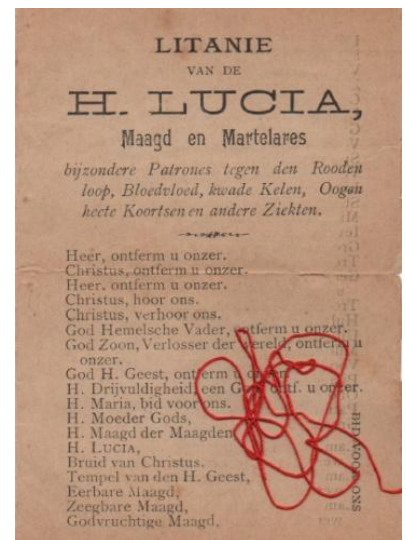 LITANIE
VAN DE
H. LUCIA,
Maagd en Martelares
bijzondere Patrones tegen den Rooden
loop, Bloedvloed, kwade Kelen, Oogen
heete Koortsen en andere Ziekten.
Heer, ontferm u onzer.
Christus, ontferm u onzer.
Heer. ontferm u onzer.
Christus, hoor ons.
Christus, verhoor ons.
God Hemelsche Vader, ontferm u onzer.
God Zoon, Verlosser der wereld, ontferm u
onzer.
God H. Geest, ontferm u onzer.
H. Drijvuldigheid, een God ontf. u onzer.
H. Maria, bid voor ons.
H. Moeder Gods,
H. Maagd der Maagden
H. LUCIA,
Bruid van Christus.
Tempel van den H. Geest,
Eerbare Maagd,
Zeegbare Maagd,
Godvruchtige Maagd,
BID VOOR ONS